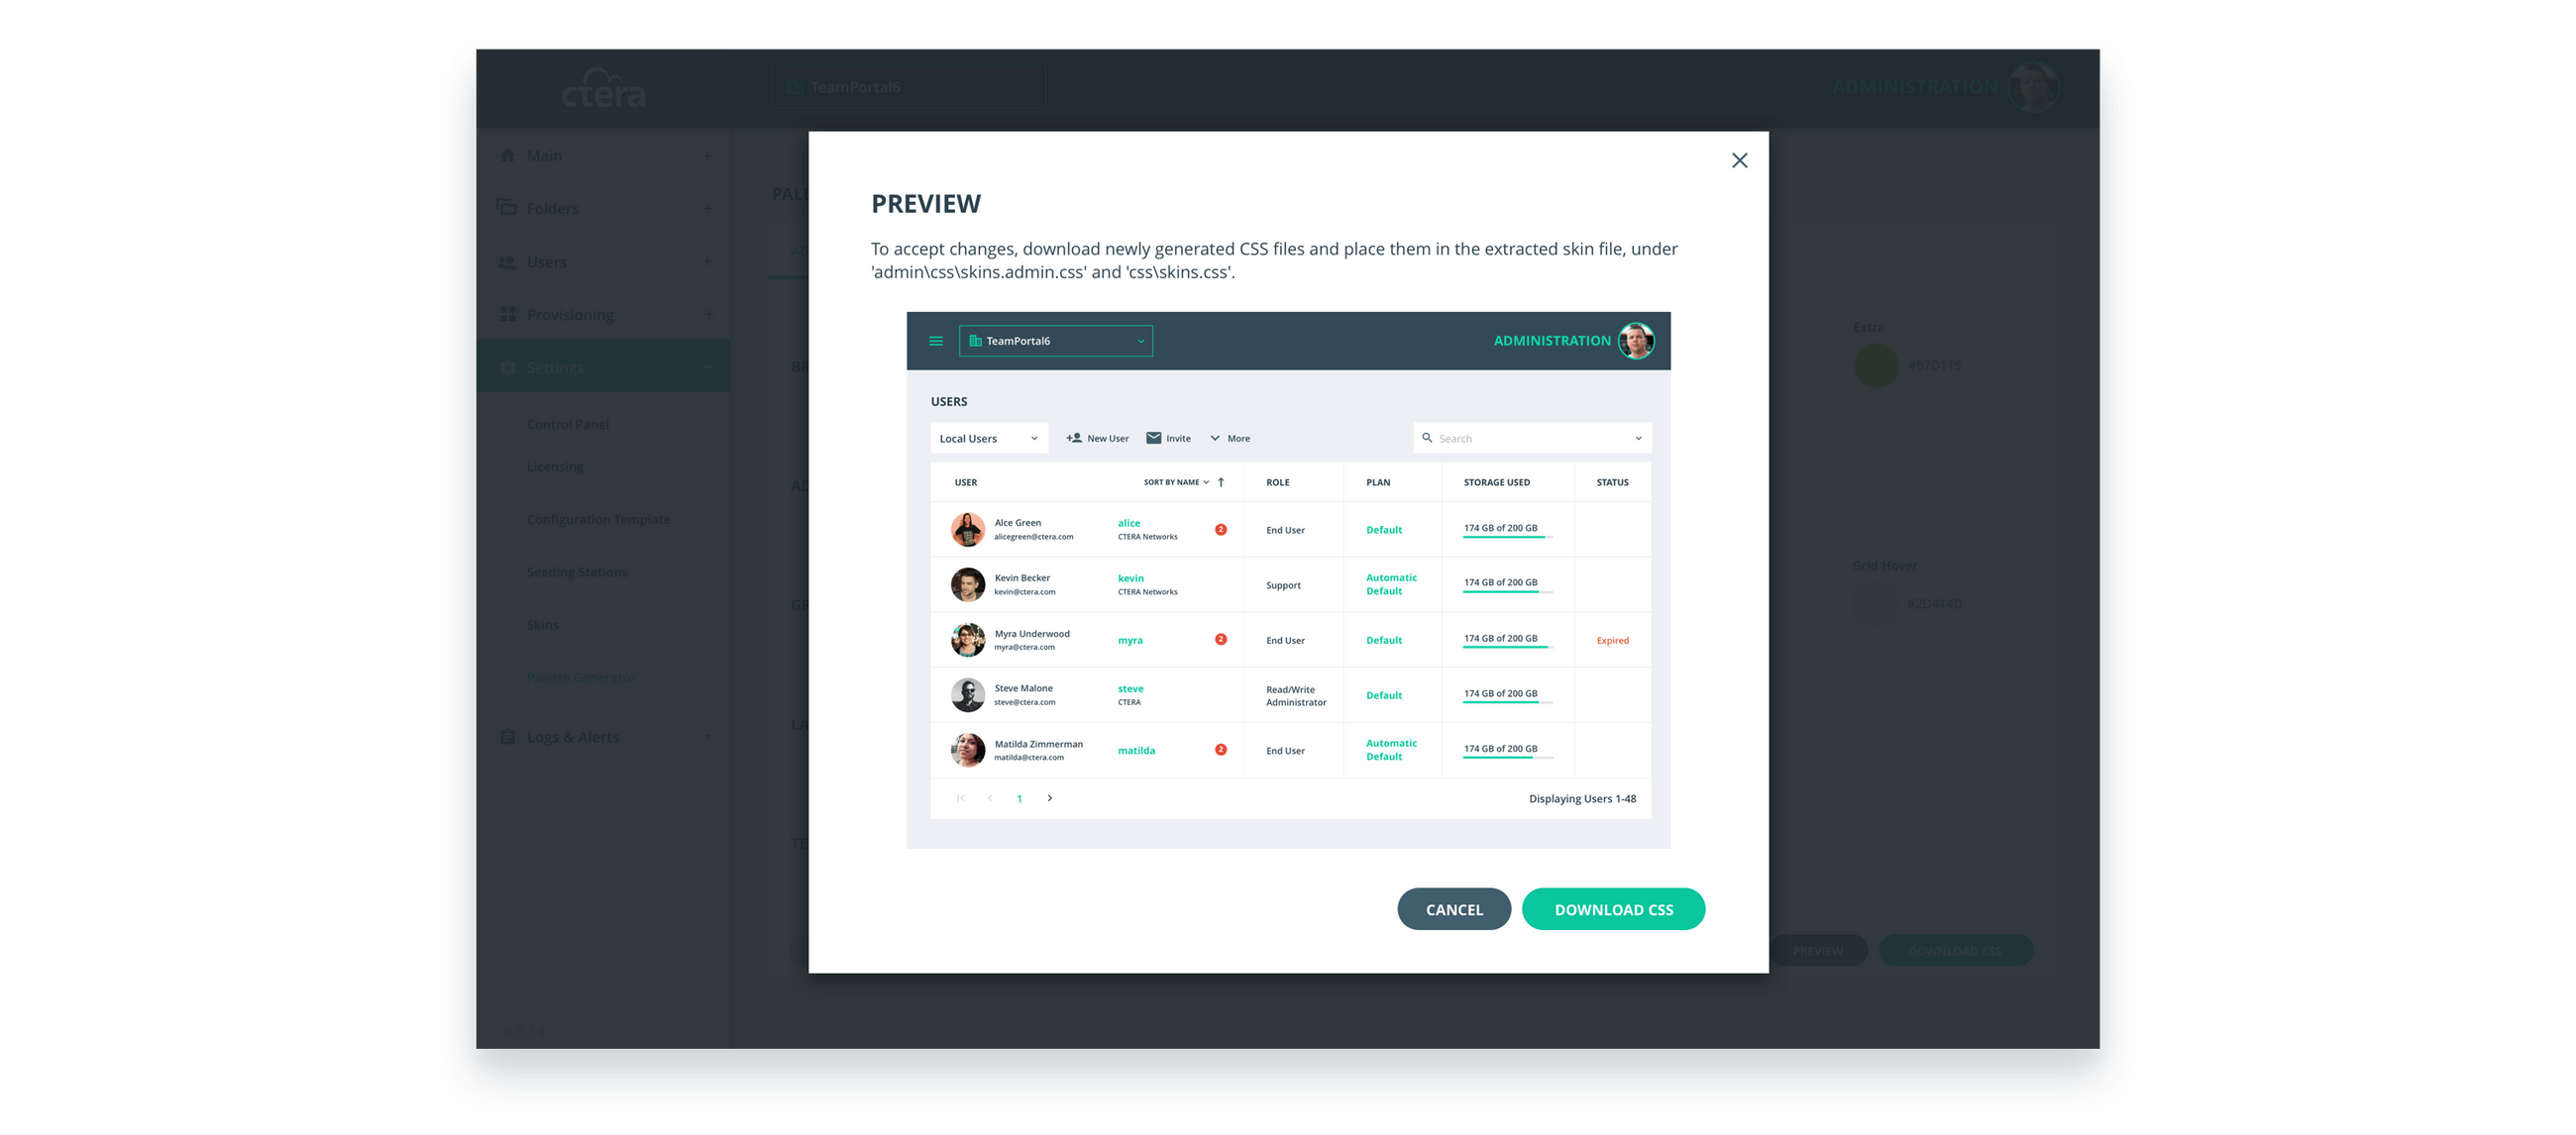 ctera
TeamPortal6
ADMINISTRATION
Main
Folders
Users
Provisioning
Settings
Control Panel
Licensing
Configuration Template
Seeding Stations
Skins
Palette Generator
Logs & Alerts
Extra
#97D115
Grid Hover
#2D414D
PREVIEW
DOWNLOAD CSS
PREVIEW
To accept changes, download newly generated CSS files and place them in the extracted skin file, under
'admin\css\skins.admin.css' and 'css\skins.css'.
TeamPortal6
ADMINISTRATION
USERS
Local Users
New User
Invite
More
Search
USER
SORT BY NAME
ROLE
PLAN
STORAGE USED
STATUS
Alce Green
alicegreen@ctera.com
alice
CTERA Networks
2
End User
Default
174 GB of 200 GB
Kevin Becker
kevin@ctera.com
kevin
CTERA Networks
Support
Automatic
Default
174 GB of 200 GB
Myra Underwood
myra@ctera.com
myra
2
End User
Default
174 GB of 200 GB
Expired
Steve Malone
steve@ctera.com
steve
CTERA
Read/Write
Administrator
Default
174 GB of 200 GB
Matilda Zimmerman
matilda@ctera.com
matilda
2
End User
Automatic
Default
174 GB of 200 GB
1
Displaying Users 1-48
CANCEL
DOWNLOAD CSS